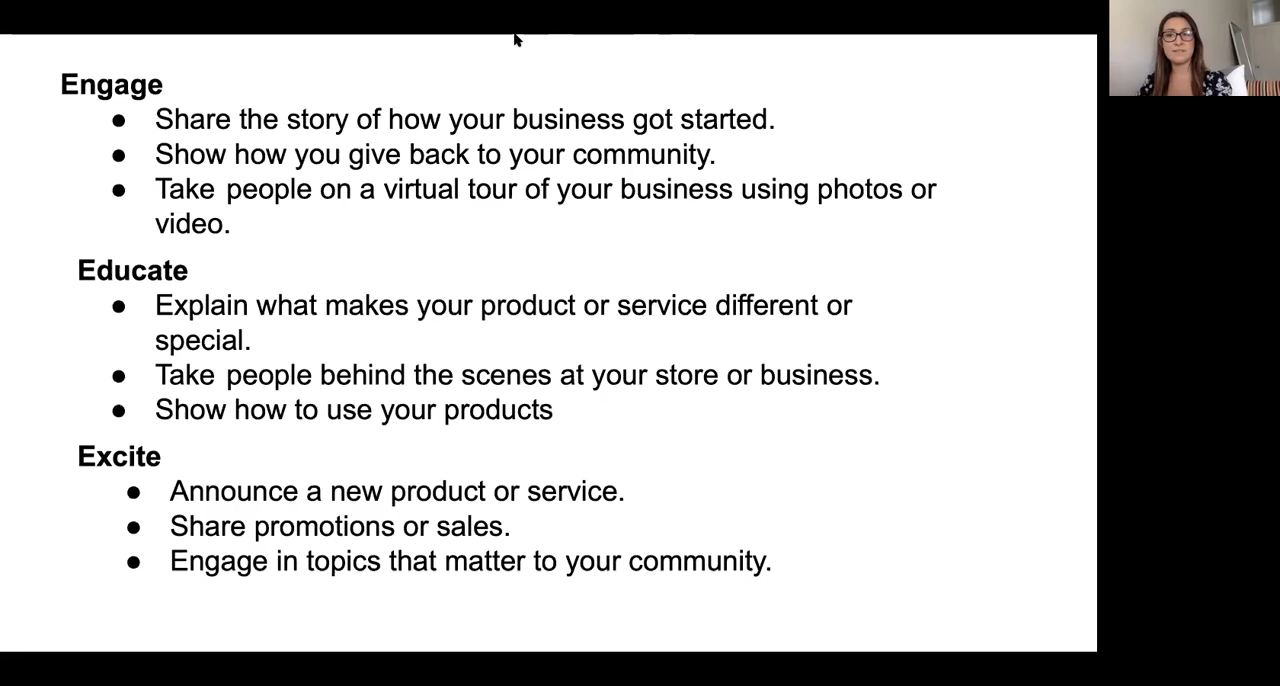 Engage
● Share the story of how your business got started.
● Show how you give back to your community.
● Take people on a virtual tour of your business using photos or
video.
Educate
● Explain what makes your product or service different or
special.
● Take people behind the scenes at your store or business.
● Show how to use your products
Excite
● Announce a new product or service.
● Share promotions or sales.
● Engage in topics that matter to your community.